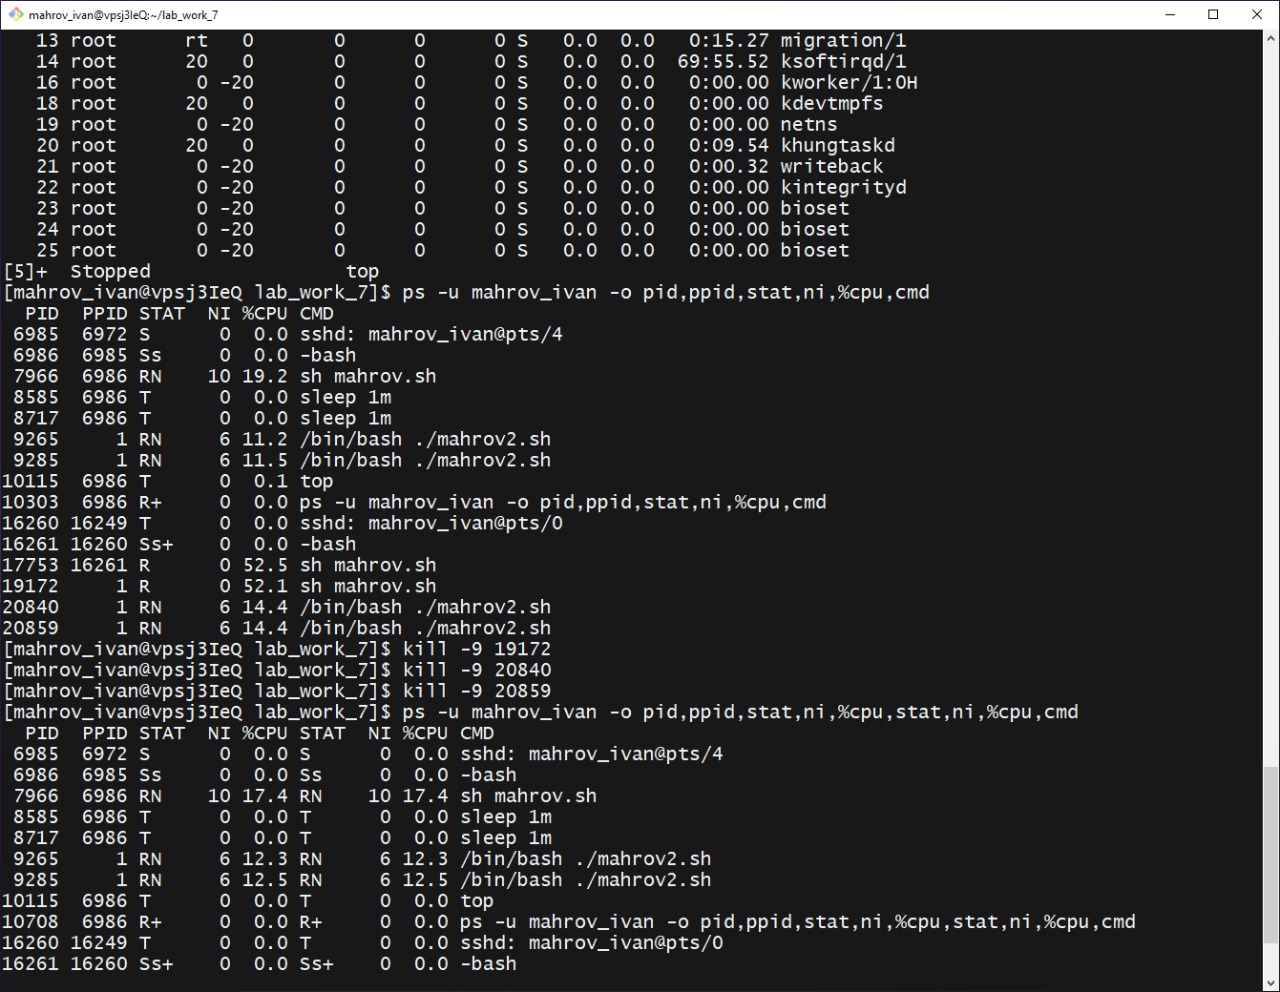 mahrov_ivan@vpsj3IeQ:~/lab_work_7
13 root rt 0 0 0 0 S 0.0 0.0 0:15.27 migration/1
14 root 20 0 0 0 0 S 0.0 0.0 69:55.52 ksoftirqd/1
16 root 0 -20 0 0 0 S 0.0 0.0 0:00.00 kworker/1:0H
18 root 20 0 0 0 0 S 0.0 0.0 0:00.00 kdevtmpfs
19 root 0 -20 0 0 0 S 0.0 0.0 0:00.00 netns
20 root 20 0 0 0 0 S 0.0 0.0 0:09.54 khungtaskd
21 root 0 -20 0 0 0 S 0.0 0.0 0:00.32 writeback
22 root 0 -20 0 0 0 S 0.0 0.0 0:00.00 kintegrityd
23 root 0 -20 0 0 0 S 0.0 0.0 0:00.00 bioset
24 root 0 -20 0 0 0 S 0.0 0.0 0:00.00 bioset
25 root 0 -20 0 0 0 S 0.0 0.0 0:00.00 bioset
[5]+ Stopped top
[mahrov_ivan@vpsj3IeQ lab_work_7]$ ps -u mahrov_ivan -o pid,ppid,stat,ni,%cpu,cmd
PID PPID STAT NI %CPU CMD
6985 6972 S 0 0.0 sshd: mahrov_ivan@pts/4
6986 6985 Ss 0 0.0 -bash
7966 6986 RN 10 19.2 sh mahrov.sh
8585 6986 T 0 0.0 sleep 1m
8717 6986 T 0 0.0 sleep 1m
9265 1 RN 6 11.2 /bin/bash ./mahrov2.sh
9285 1 RN 6 11.5 /bin/bash ./mahrov2.sh
10115 6986 T 0 0.1 top
10303 6986 R+ 0 0.0 ps -u mahrov_ivan -o pid,ppid,stat,ni,%cpu,cmd
16260 16249 T 0 0.0 sshd: mahrov_ivan@pts/0
16261 16260 Ss+ 0 0.0 -bash
17753 16261 R 0 52.5 sh mahrov.sh
19172 1 R 0 52.1 sh mahrov.sh
20840 1 RN 6 14.4 /bin/bash ./mahrov2.sh
20859 1 RN 6 14.4 /bin/bash ./mahrov2.sh
[mahrov_ivan@vpsj3IeQ lab_work_7]$ kill -9 19172
[mahrov_ivan@vpsj3IeQ lab_work_7]$ kill -9 20840
[mahrov_ivan@vpsj3IeQ lab_work_7]$ kill -9 20859
[mahrov_ivan@vpsj3IeQ lab_work_7]$ ps -u mahrov_ivan -o pid,ppid,stat,ni,%cpu,stat,ni,%cpu,cmd
PID PPID STAT NI %CPU STAT NI %CPU CMD
6985 6972 S 0 0.0 S 0 0.0 sshd: mahrov_ivan@pts/4
6986 6985 Ss 0 0.0 Ss 0 0.0 -bash
7966 6986 RN 10 17.4 RN 10 17.4 sh mahrov.sh
8585 6986 T 0 0.0 T 0 0.0 sleep 1m
8717 6986 T 0 0.0 T 0 0.0 sleep 1m
9265 1 RN 6 12.3 RN 6 12.3 /bin/bash ./mahrov2.sh
9285 1 RN 6 12.5 RN 6 12.5 /bin/bash ./mahrov2.sh
10115 6986 T 0 0.0 T 0 0.0 top
10708 6986 R+ 0 0.0 R+ 0 0.0 ps -u mahrov_ivan -o pid,ppid,stat,ni,%cpu,stat,ni,%cpu,cmd
16260 16249 T 0 0.0 T 0 0.0 sshd: mahrov_ivan@pts/0
16261 16260 Ss+ 0 0.0 Ss+ 0 0.0 -bash